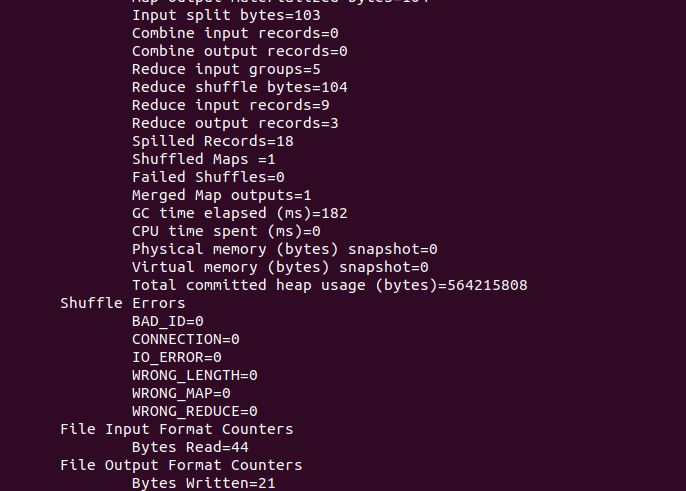 Map output materialized bytes=104
Input split bytes=103
Combine input records=0
Combine output records=0
Reduce input groups=5
Reduce shuffle bytes=104
Reduce input records=9
Reduce output records=3
Spilled Records=18
Shuffled Maps =1
Failed Shuffles=0
Merged Map outputs=1
GC time elapsed (ms)=182
CPU time spent (ms)=0
Physical memory (bytes) snapshot=0
Virtual memory (bytes) snapshot=0
Total committed heap usage (bytes)=564215808
Shuffle Errors
BAD_ID=0
CONNECTION=0
IO_ERROR=0
WRONG_LENGTH=0
WRONG_MAP=0
WRONG_REDUCE=0
File Input Format Counters
Bytes Read=44
File Output Format Counters
Bytes Written=21